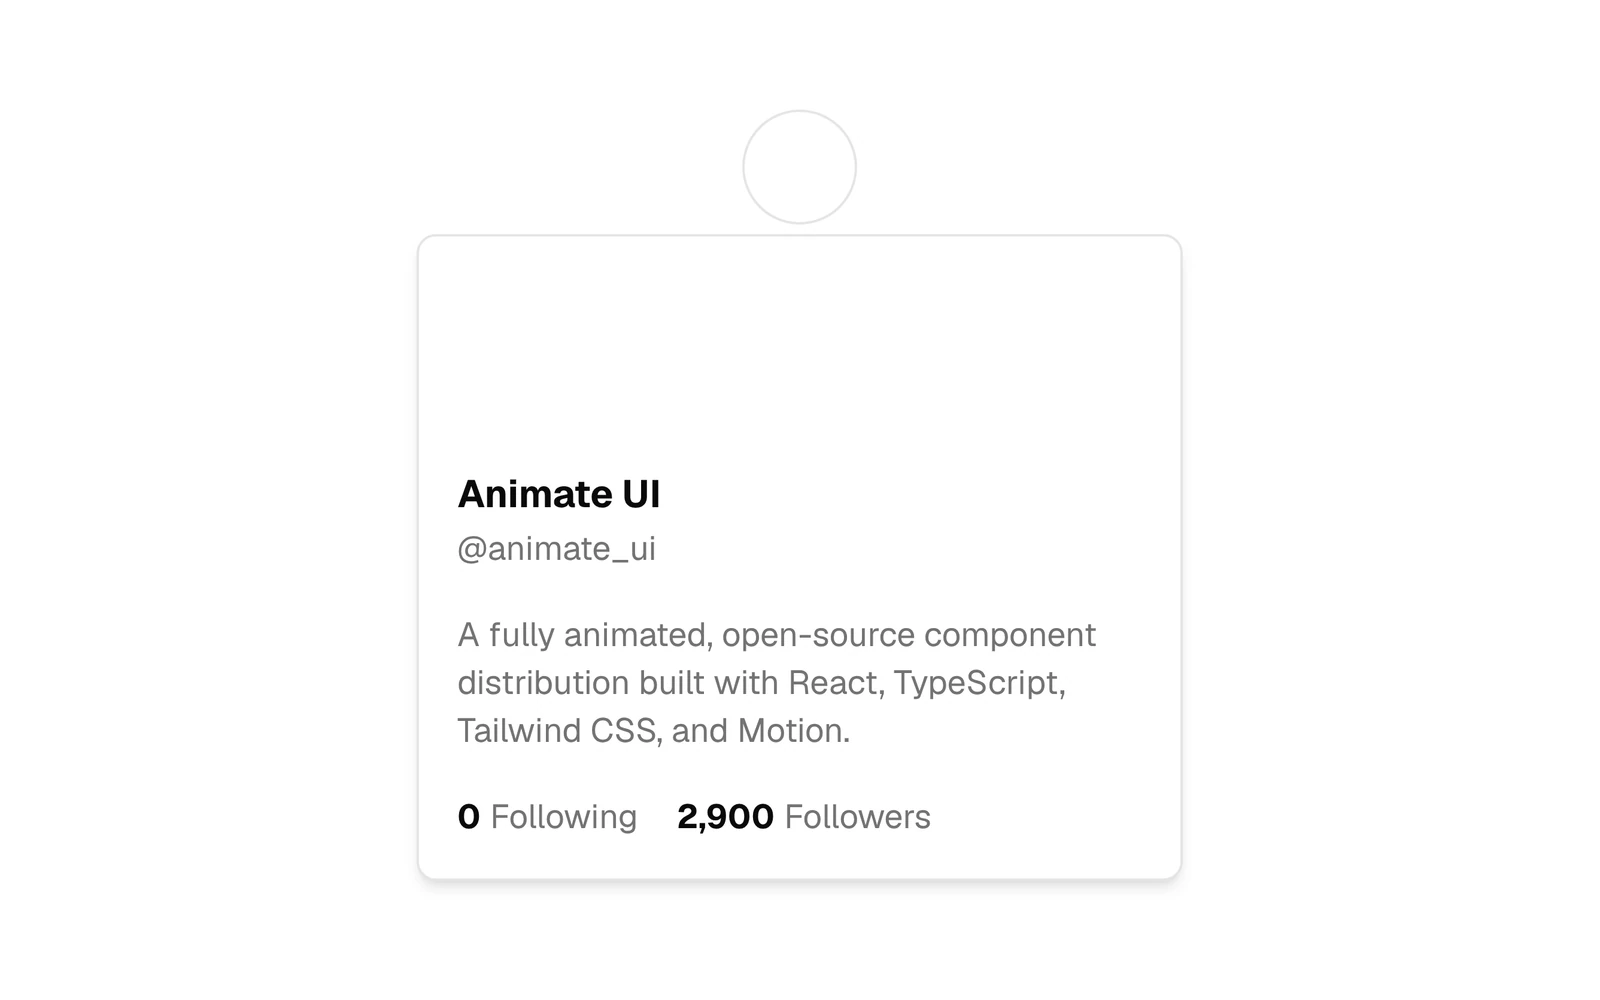 Animate UI
@animate_ui
A fully animated, open-source component
distribution built with React, TypeScript,
Tailwind CSS, and Motion.
0 Following 2,900 Followers